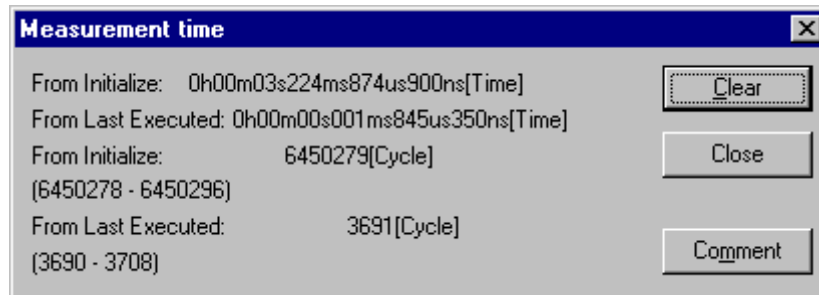 Measurement time
From Initialize: 0h00m03s224ms874us900ns[Time]
Clear
From Last Executed: 0h00m00s001ms845us350ns[Time]
From Initialize: 6450279[Cycle]
Close
(6450278 - 6450296)
From Last Executed: 3691[Cycle]
(3690 - 3708)
Comment